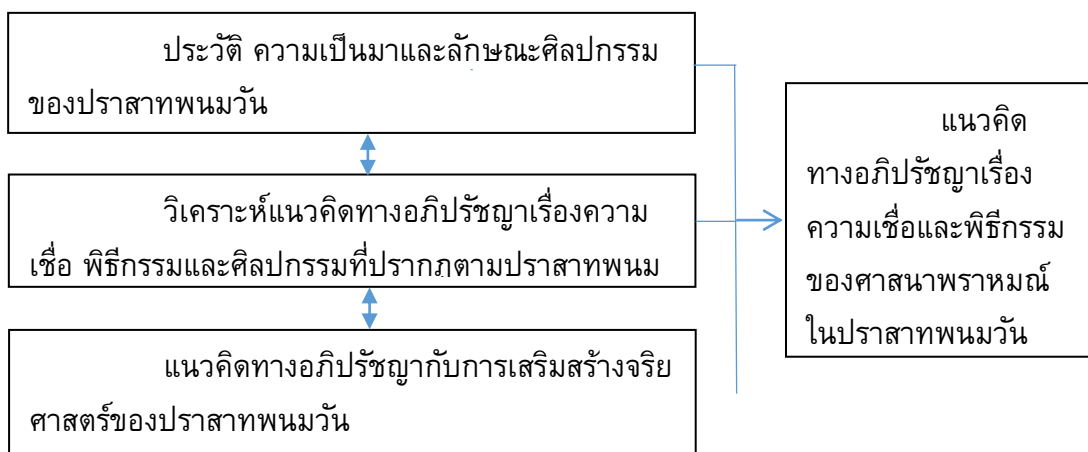 ประวัติ ความเป็นมาและลักษณะศิลปกรรม
ของปราสาทพนมวัน
วิเคราะห์แนวคิดทางอภิปรัชญาเรื่องความ
เชื่อ พิธีกรรมและศิลปกรรมที่ปรากฏตามปราสาทพนม
แนวคิดทางอภิปรัชญากับการเสริมสร้างจริย
ศาสตร์ของปราสาทพนมวัน
แนวคิด
ทางอภิปรัชญาเรื่อง
ความเชื่อและพิธีกรรม
ของศาสนาพราหมณ์
ในปราสาทพนมวัน